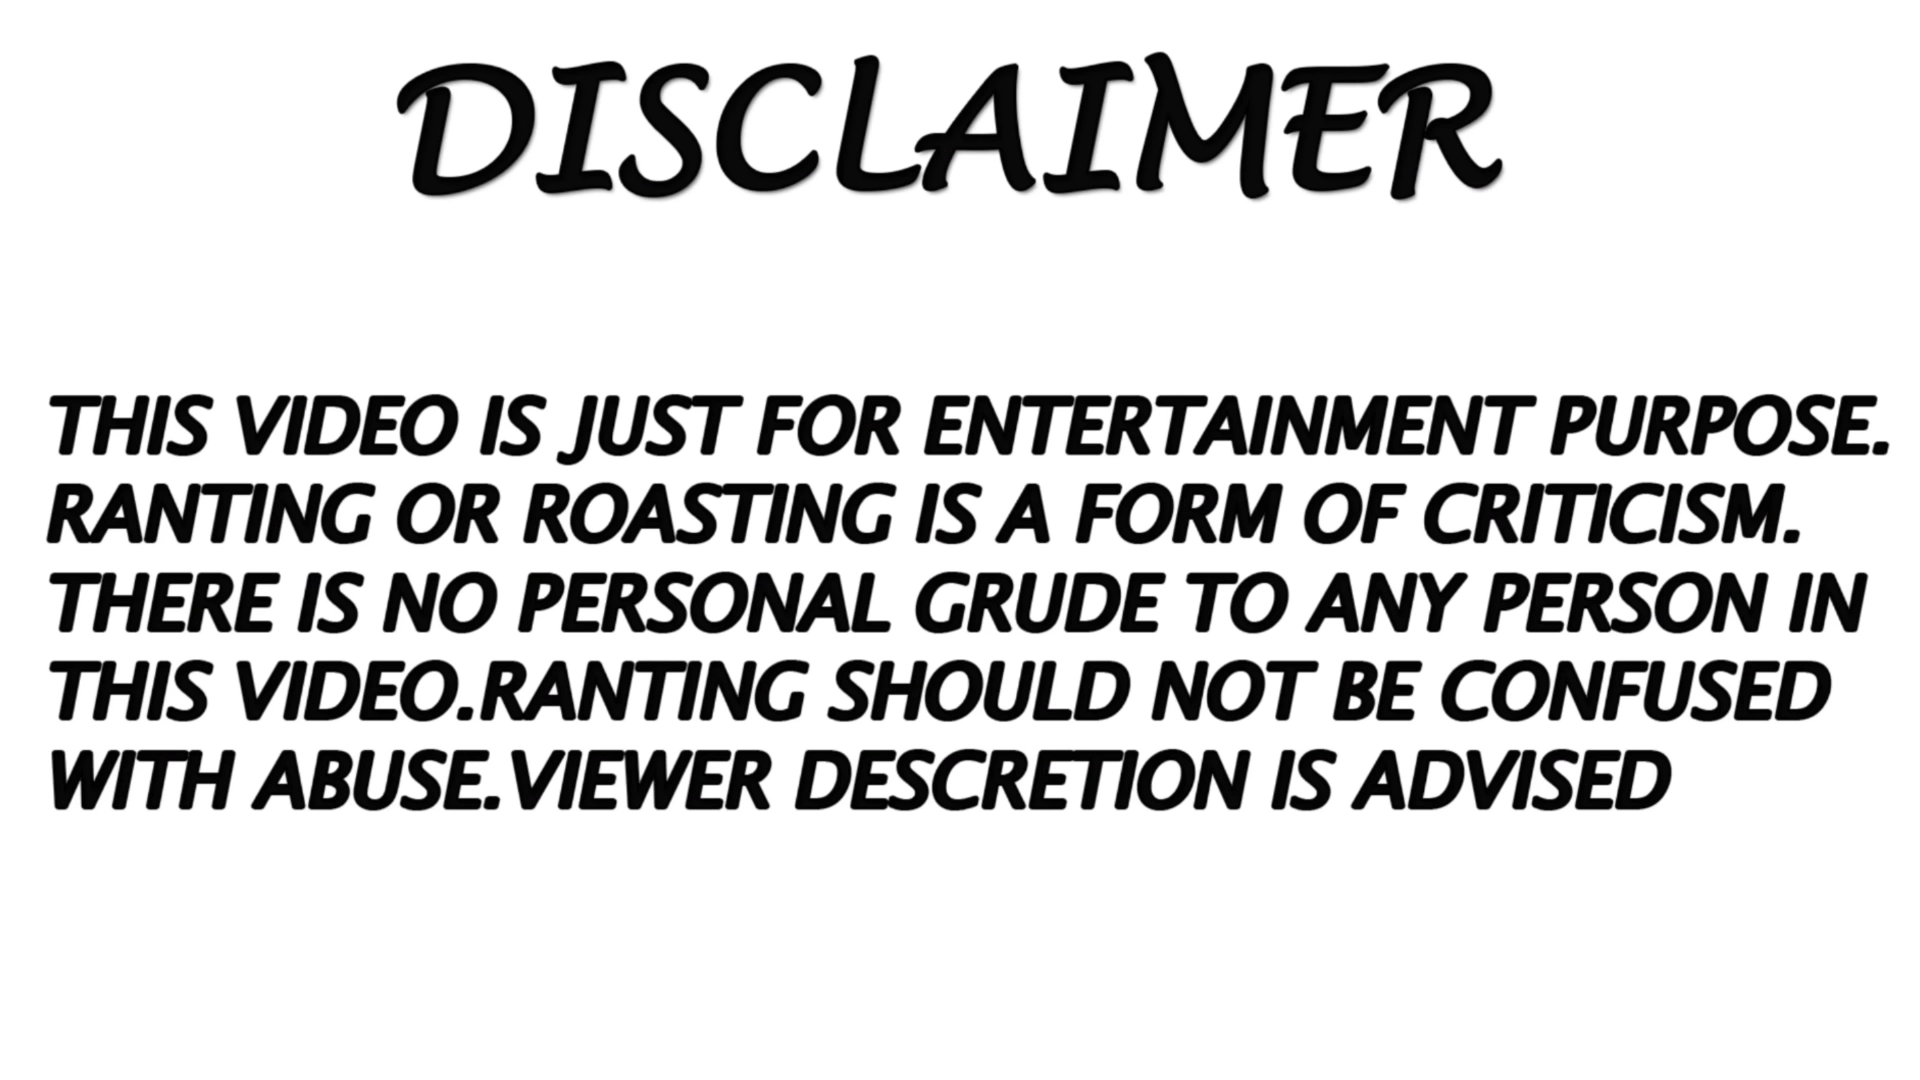 DISCLAIMER
THIS VIDEO IS JUST FOR ENTERTAINMENT PURPOSE.
RANTING OR ROASTING IS A FORM OF CRITICISM.
THERE IS NO PERSONAL GRUDE TO ANY PERSON IN
THIS VIDEO.RANTING SHOULD NOT BE CONFUSED
WITH ABUSE.VIEWER DESCRETION IS ADVISED